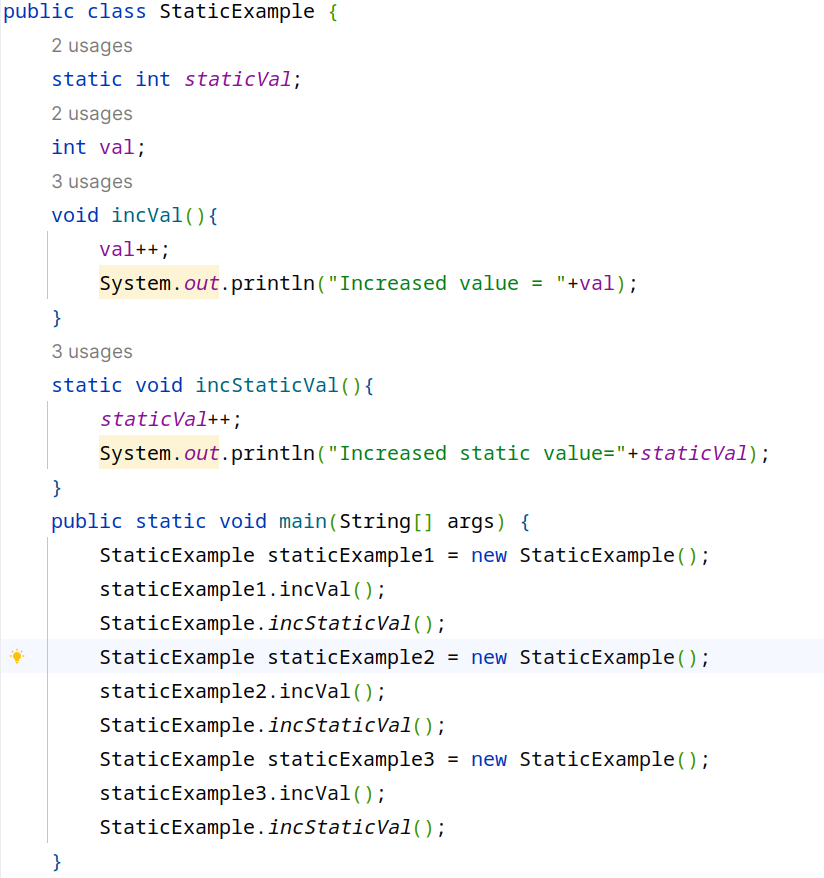 public class StaticExample {
2 usages
static int staticVal;
2 usages
int val;
3 usages
void incVal(){
val++;
System.out.println("Increased value = "+val);
}
3 usages
static void incStaticVal(){
staticVal++;
System.out.println("Increased static value="+staticVal);
}
public static void main(String[] args) {
StaticExample staticExample1 = new StaticExample();
staticExample1.incVal();
StaticExample.incStaticVal();
StaticExample staticExample2 = new StaticExample();
staticExample2.incVal();
StaticExample.incStaticVal();
StaticExample staticExample3 = new StaticExample();
staticExample3.incVal();
StaticExample.incStaticVal();
}